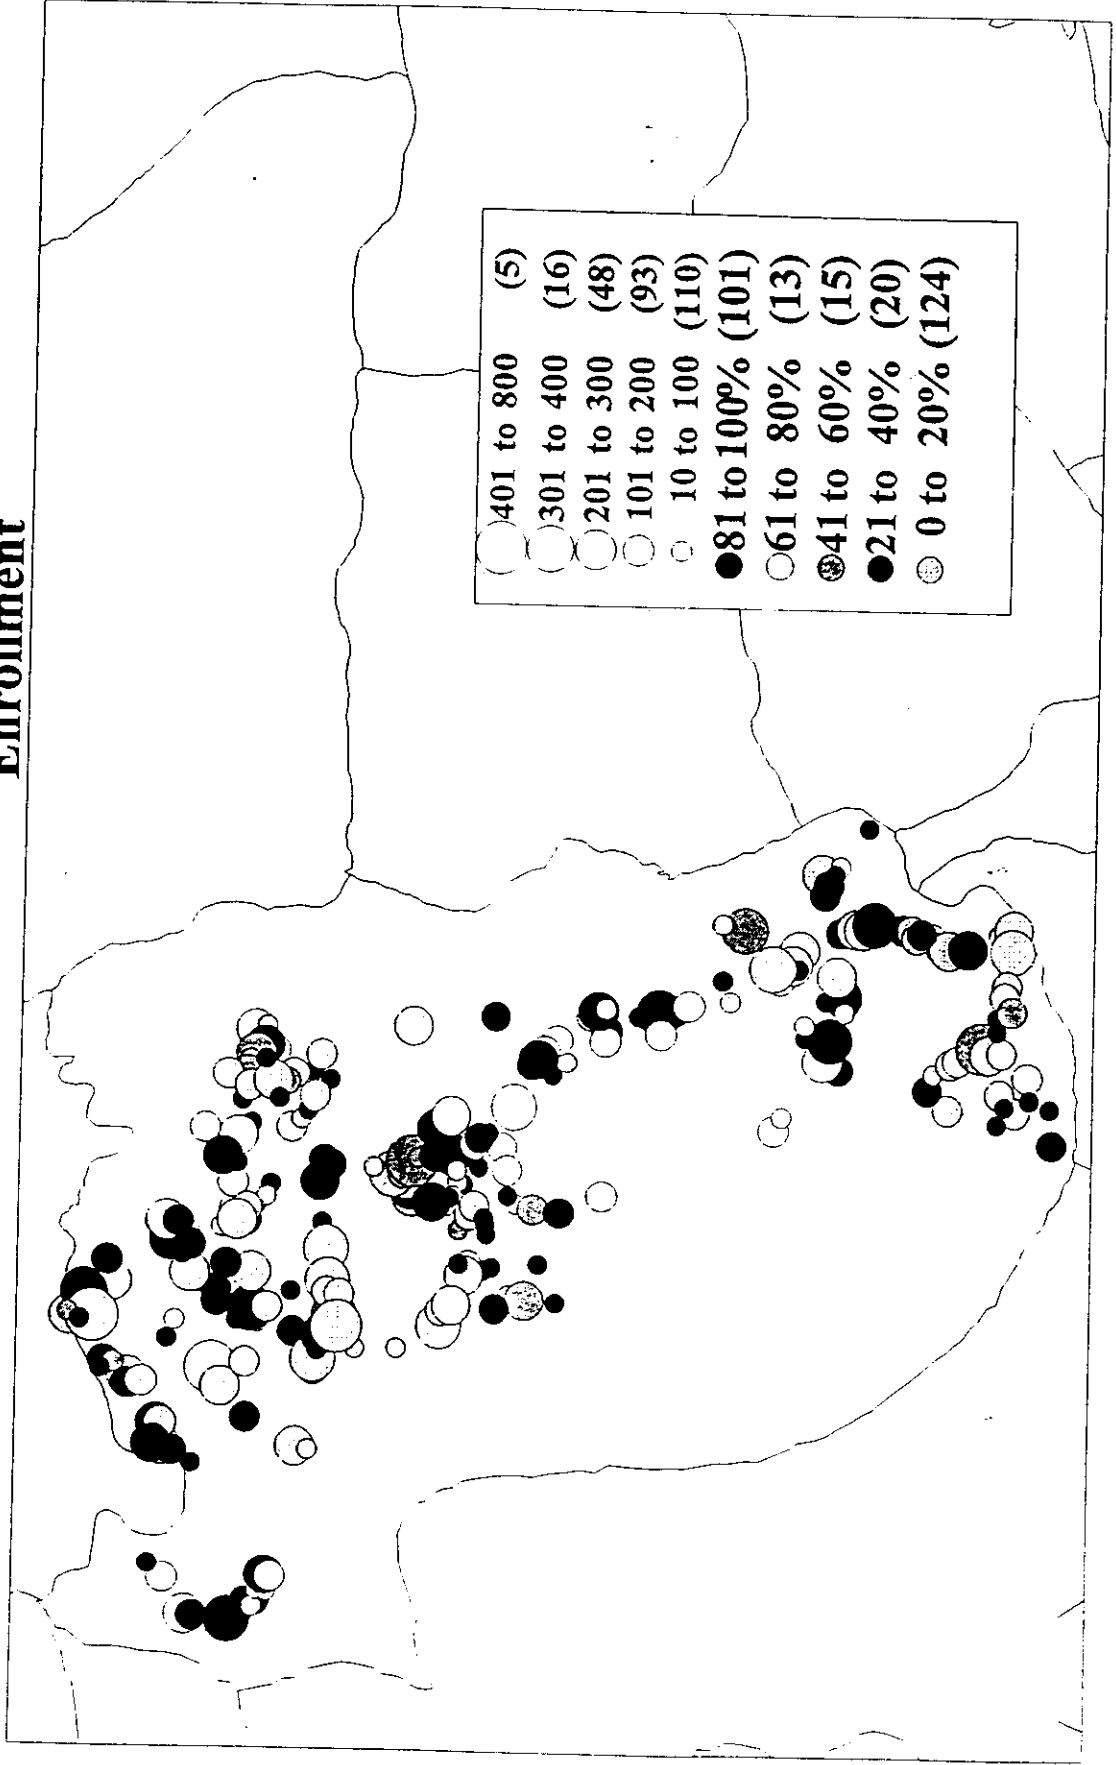 Enrollment
401 to 800 (5)
301 to 400 (16)
201 to 300 (48)
101 to 200 (93)
10 to 100 (110)
81 to 100% (101)
61 to 80% (13)
41 to 60% (15)
21 to 40% (20)
0 to 20% (124)